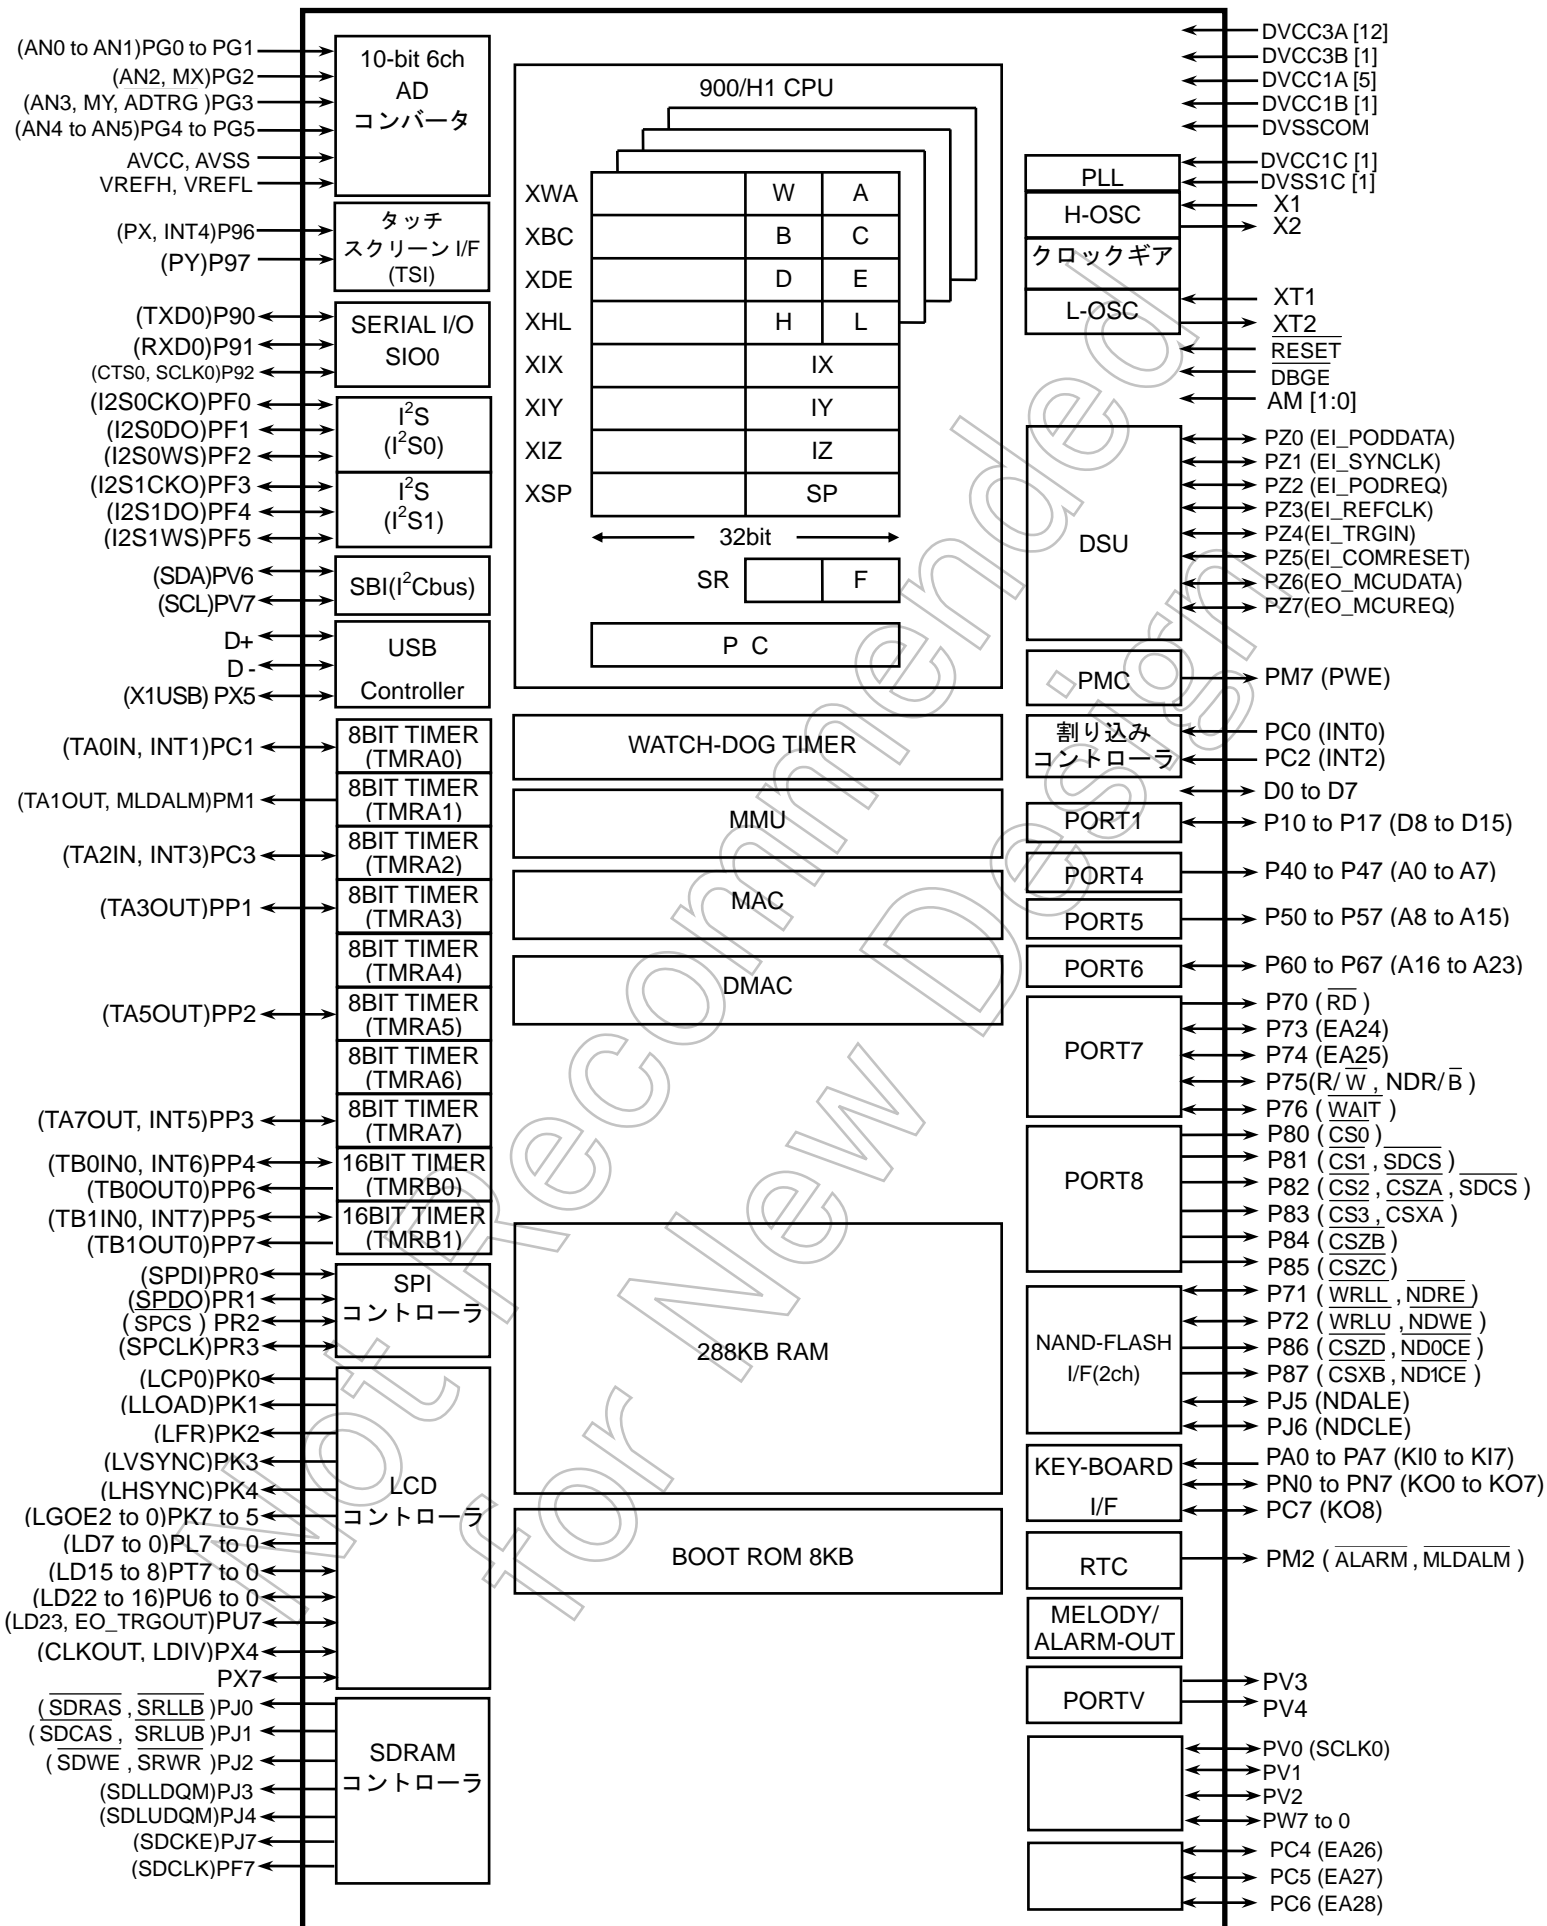 (AN0 to AN1)PG0 to PG1
(AN2, MX)PG2
(AN3, MY, ADTRG )PG3
(AN4 to AN5)PG4 to PG5
AVCC, AVSS
VREFH, VREFL
10-bit 6ch
AD
コンバータ
(PX, INT4)P96
(PY)P97
タッチ
スクリーン I/F
(TSI)
(TXD0)P90
(RXD0)P91
(CTS0, SCLK0)P92
SERIAL I/O
SIO0
(I2S0CKO)PF0
(I2S0DO)PF1
(I2S0WS)PF2
I²S
(I²S0)
(I2S1CKO)PF3
(I2S1DO)PF4
(I2S1WS)PF5
I²S
(I²S1)
(SDA)PV6
(SCL)PV7
SBI(I²Cbus)
D+
D -
(X1USB) PX5
USB
Controller
(TA0IN, INT1)PC1
8BIT TIMER
(TMRA0)
(TA1OUT, MLDALM)PM1
8BIT TIMER
(TMRA1)
(TA2IN, INT3)PC3
8BIT TIMER
(TMRA2)
(TA3OUT)PP1
8BIT TIMER
(TMRA3)
8BIT TIMER
(TMRA4)
(TA5OUT)PP2
8BIT TIMER
(TMRA5)
8BIT TIMER
(TMRA6)
(TA7OUT, INT5)PP3
8BIT TIMER
(TMRA7)
(TB0IN0, INT6)PP4
(TB0OUT0)PP6
16BIT TIMER
(TMRB0)
(TB1IN0, INT7)PP5
(TB1OUT0)PP7
16BIT TIMER
(TMRB1)
(SPDI)PR0
(SPDO)PR1
( SPCS ) PR2
(SPCLK)PR3
SPI
コントローラ
(LCP0)PK0
(LLOAD)PK1
(LFR)PK2
(LVSYNC)PK3
(LHSYNC)PK4
(LGOE2 to 0)PK7 to 5
(LD7 to 0)PL7 to 0
(LD15 to 8)PT7 to 0
(LD22 to 16)PU6 to 0
(LD23, EO_TRGOUT)PU7
(CLKOUT, LDIV)PX4
PX7
LCD
コントローラ
( SDRAS , SRLLB )PJ0
( SDCAS , SRLUB )PJ1
( SDWE , SRWR )PJ2
(SDLLDQM)PJ3
(SDLUDQM)PJ4
(SDCKE)PJ7
(SDCLK)PF7
SDRAM
コントローラ
900/H1 CPU
XWA W A
XBC B C
XDE D E
XHL H L
XIX IX
XIY IY
XIZ IZ
XSP SP
32bit
SR F
P C
WATCH-DOG TIMER
MMU
MAC
DMAC
288KB RAM
BOOT ROM 8KB
DVCC3A [12]
DVCC3B [1]
DVCC1A [5]
DVCC1B [1]
DVSSCOM
PLL
DVCC1C [1]
DVSS1C [1]
H-OSC
X1
X2
クロックギア
L-OSC
XT1
XT2
RESET
DBGE
AM [1:0]
DSU
PZ0 (EI_PODDATA)
PZ1 (EI_SYNCLK)
PZ2 (EI_PODREQ)
PZ3(EI_REFCLK)
PZ4(EI_TRGIN)
PZ5(EI_COMRESET)
PZ6(EO_MCUDATA)
PZ7(EO_MCUREQ)
PMC
PM7 (PWE)
割り込み
コントローラ
PC0 (INT0)
PC2 (INT2)
D0 to D7
PORT1
P10 to P17 (D8 to D15)
PORT4
P40 to P47 (A0 to A7)
PORT5
P50 to P57 (A8 to A15)
PORT6
P60 to P67 (A16 to A23)
PORT7
P70 ( RD )
P73 (EA24)
P74 (EA25)
P75(R/ W , NDR/ B )
P76 ( WAIT )
PORT8
P80 ( CS0 )
P81 ( CS1 , SDCS )
P82 ( CS2 , CSZA , SDCS )
P83 ( CS3 , CSXA )
P84 ( CSZB )
P85 ( CSZC )
NAND-FLASH
I/F(2ch)
P71 ( WRLL , NDRE )
P72 ( WRLU , NDWE )
P86 ( CSZD , ND0CE )
P87 ( CSXB , ND1CE )
PJ5 (NDALE)
PJ6 (NDCLE)
KEY-BOARD
I/F
PA0 to PA7 (KI0 to KI7)
PN0 to PN7 (KO0 to KO7)
PC7 (KO8)
RTC
PM2 ( ALARM , MLDALM )
MELODY/
ALARM-OUT
PORTV
PV3
PV4
PV0 (SCLK0)
PV1
PV2
PW7 to 0
PC4 (EA26)
PC5 (EA27)
PC6 (EA28)
Not Recommended
for New Design